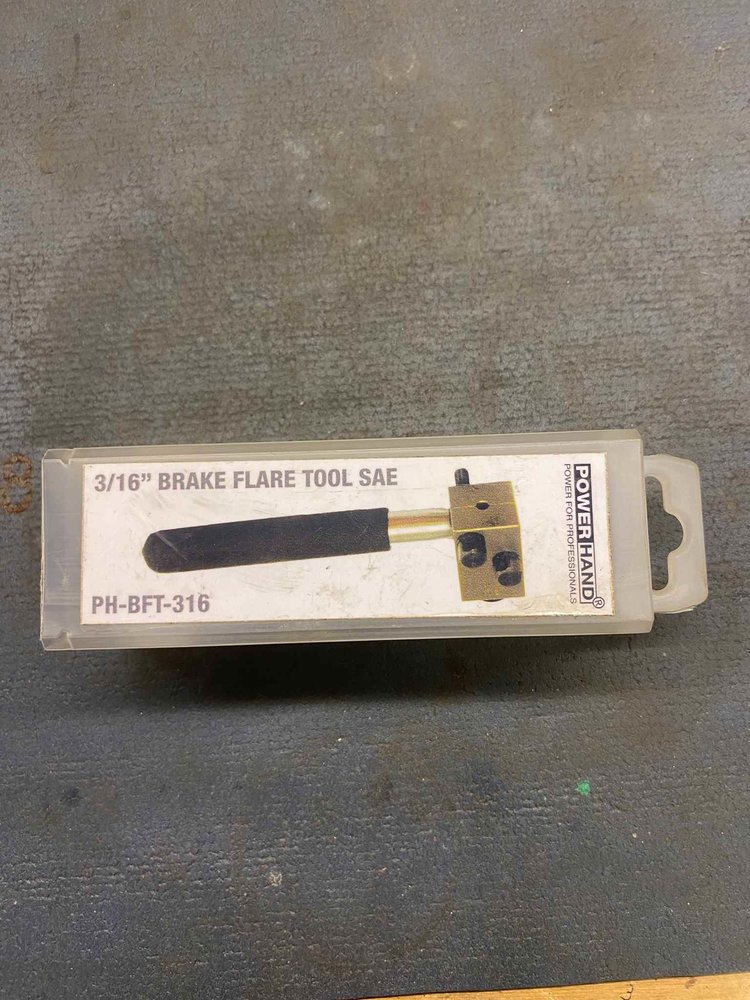 3/16” BRAKE FLARE TOOL SAE
PH-BFT-316
POWERHAND®
POWER FOR PROFESSIONALS